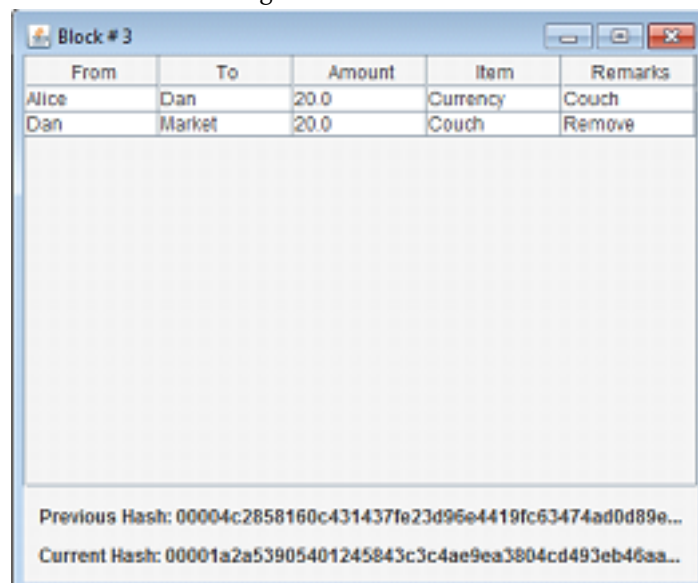 Block # 3
From To Amount Item Remarks
Alice Dan 20.0 Currency Couch
Dan Market 20.0 Couch Remove
Previous Hash: 00004c2858160c431437fe23d96e4419fc63474ad0d89e...
Current Hash: 00001a2a53905401245843c3c4ae9ea3804cd493eb46aa...